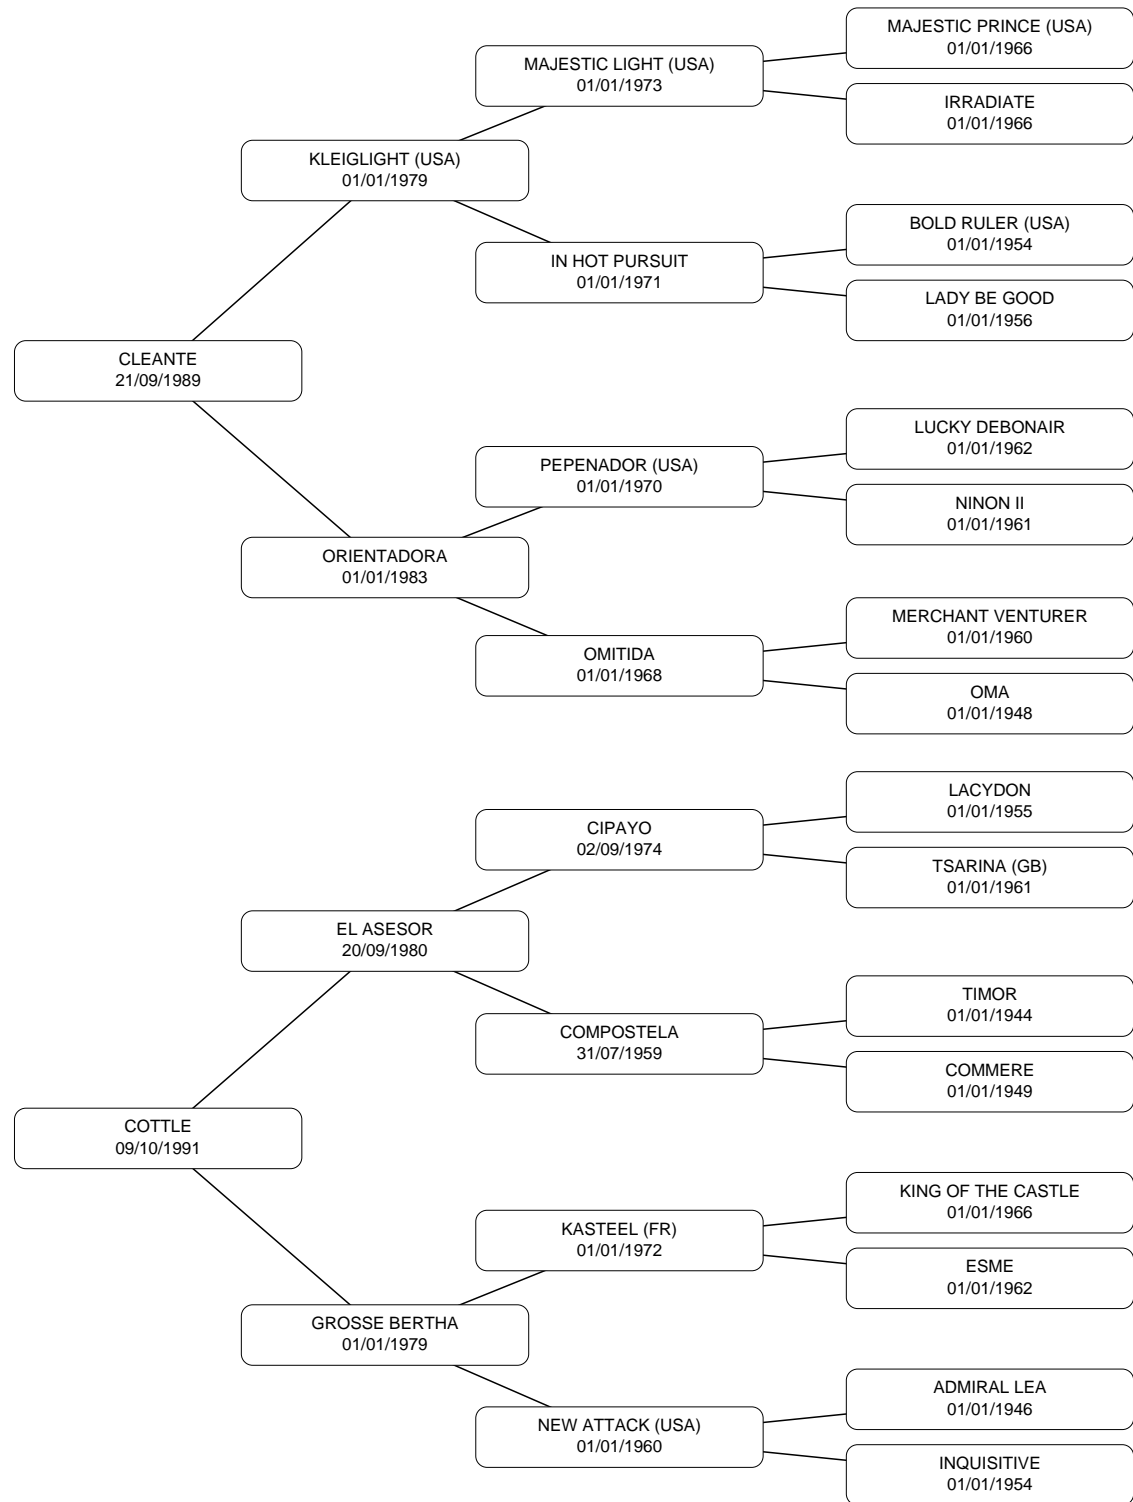 MAJESTIC PRINCE (USA)
01/01/1966
MAJESTIC LIGHT (USA)
01/01/1973
IRRADIATE
01/01/1966
KLEIGLIGHT (USA)
01/01/1979
BOLD RULER (USA)
01/01/1954
IN HOT PURSUIT
01/01/1971
LADY BE GOOD
01/01/1956
CLEANTE
21/09/1989
LUCKY DEBONAIR
01/01/1962
PEPENADOR (USA)
01/01/1970
NINON II
01/01/1961
ORIENTADORA
01/01/1983
MERCHANT VENTURER
01/01/1960
OMITIDA
01/01/1968
OMA
01/01/1948
LACYDON
01/01/1955
CIPAYO
02/09/1974
TSARINA (GB)
01/01/1961
EL ASESOR
20/09/1980
TIMOR
01/01/1944
COMPOSTELA
31/07/1959
COMMERE
01/01/1949
COTTLE
09/10/1991
KING OF THE CASTLE
01/01/1966
KASTEEL (FR)
01/01/1972
ESME
01/01/1962
GROSSE BERTHA
01/01/1979
ADMIRAL LEA
01/01/1946
NEW ATTACK (USA)
01/01/1960
INQUISITIVE
01/01/1954